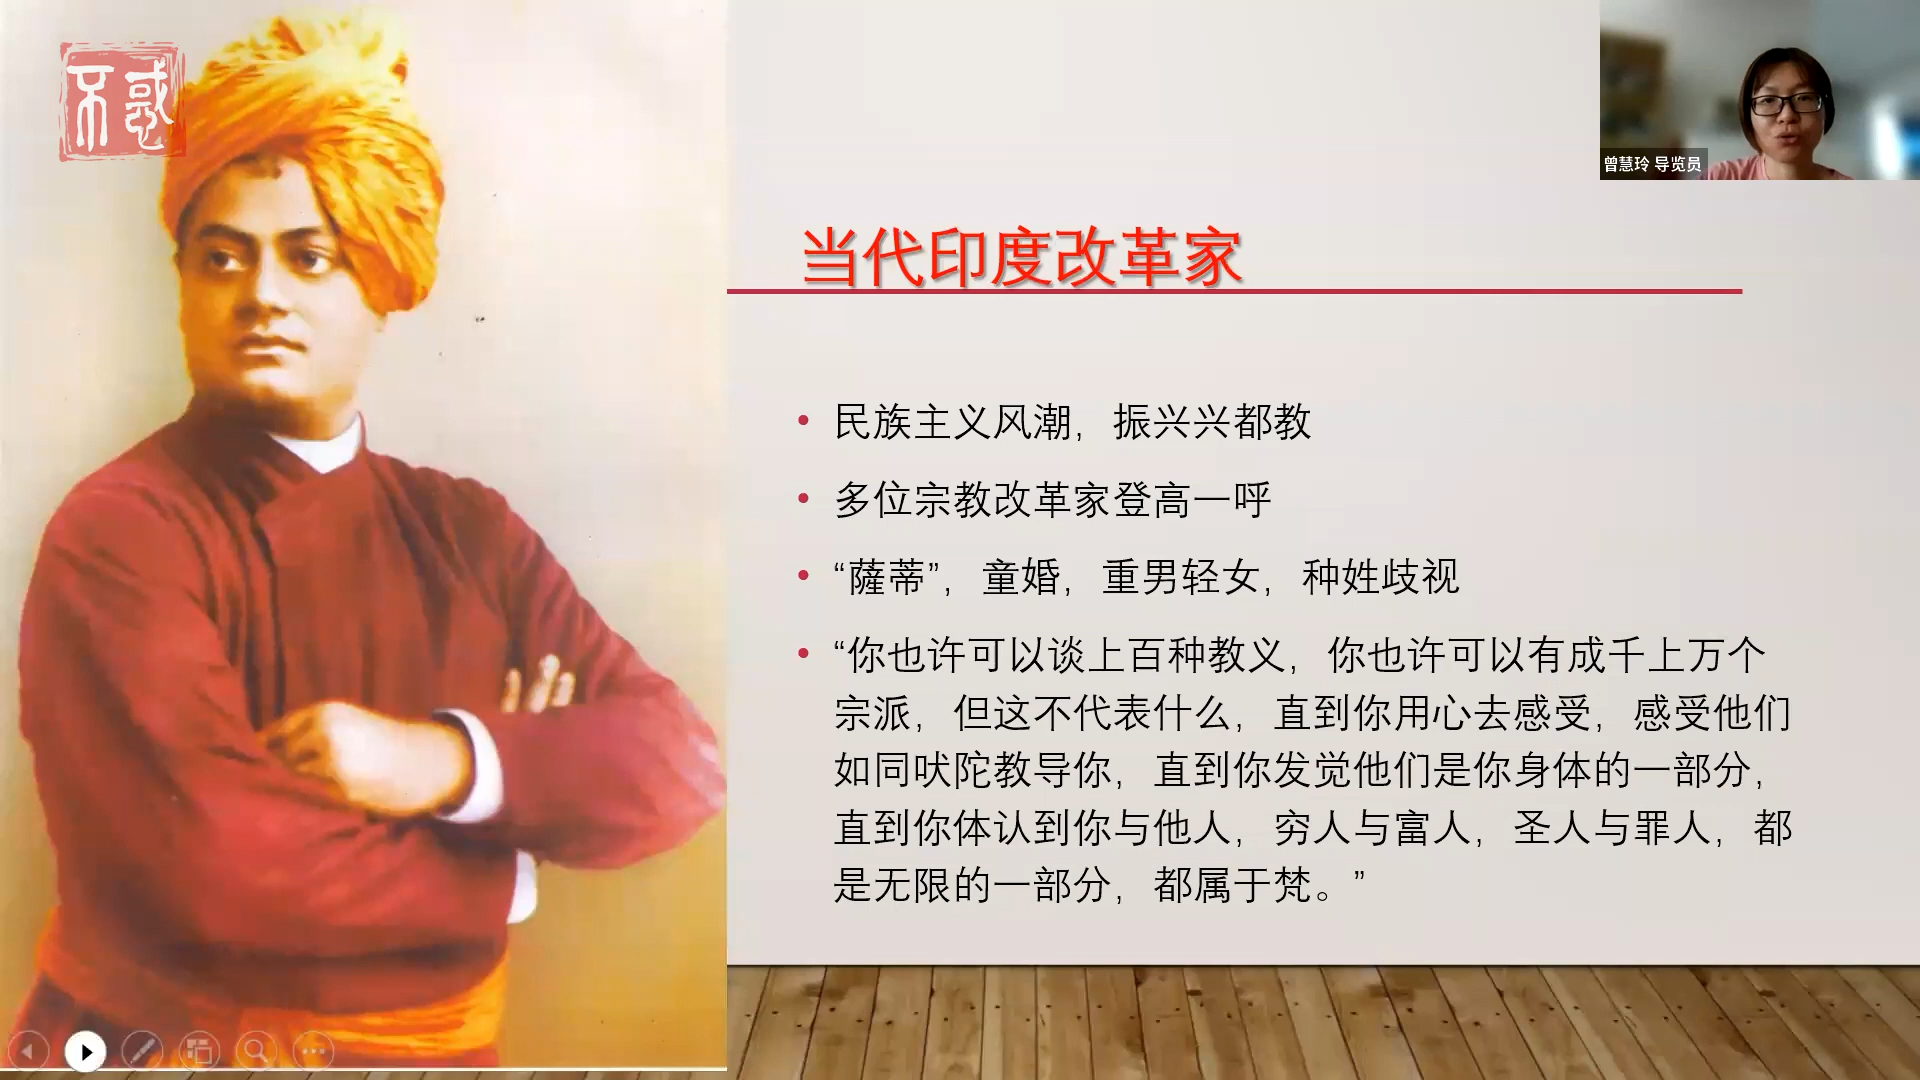 不惑
曾慧玲 导览员
当代印度改革家
• 民族主义风潮，振兴兴都教
• 多位宗教改革家登高一呼
• “薩蒂”，童婚，重男轻女，种姓歧视
• “你也许可以谈上百种教义，你也许可以有成千上万个
宗派，但这不代表什么，直到你用心去感受，感受他们
如同吠陀教导你，直到你发觉他们是你身体的一部分，
直到你体认到你与他人，穷人与富人，圣人与罪人，都
是无限的一部分，都属于梵。”